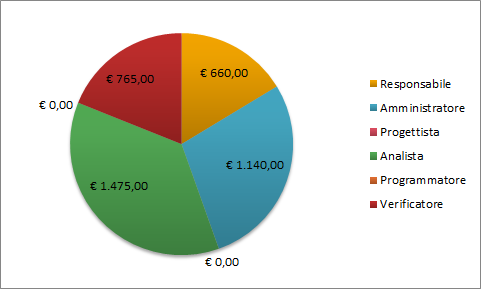 € 660,00
€ 1.140,00
€ 0,00
€ 1.475,00
€ 0,00
€ 765,00
Responsabile
Amministratore
Progettista
Analista
Programmatore
Verificatore